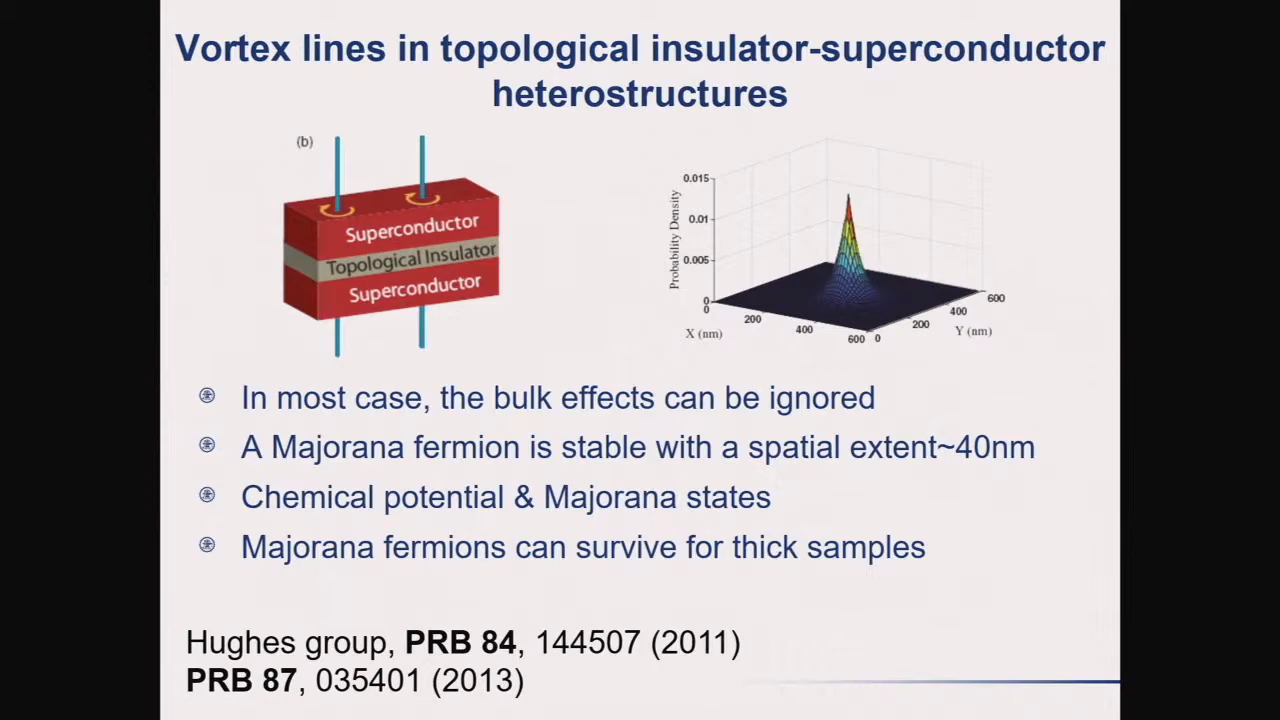 Vortex lines in topological insulator-superconductor
heterostructures
(b)
Superconductor
Topological Insulator
Superconductor
0.015
0.01
0.005
0
Probability Density
0
200
400
600
X (nm)
0
200
400
600
Y (nm)
In most case, the bulk effects can be ignored
A Majorana fermion is stable with a spatial extent~40nm
Chemical potential & Majorana states
Majorana fermions can survive for thick samples
Hughes group, PRB 84, 144507 (2011)
PRB 87, 035401 (2013)